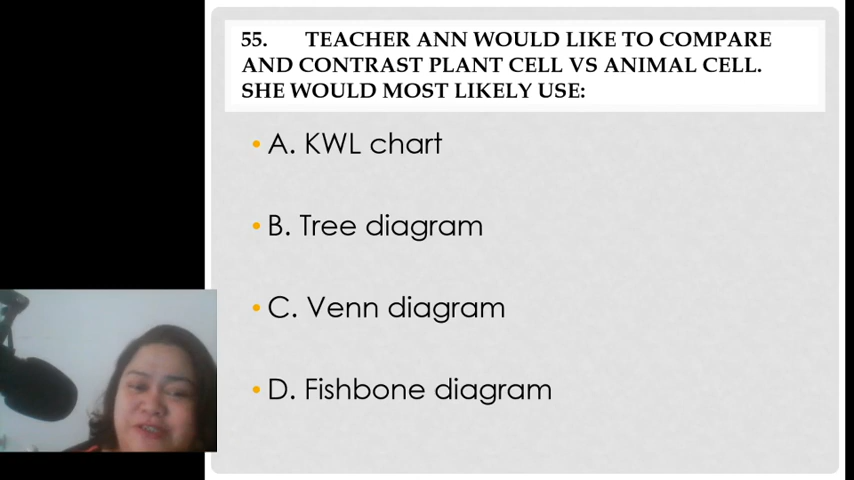 55. TEACHER ANN WOULD LIKE TO COMPARE
AND CONTRAST PLANT CELL VS ANIMAL CELL.
SHE WOULD MOST LIKELY USE:
• A. KWL chart
• B. Tree diagram
• C. Venn diagram
• D. Fishbone diagram